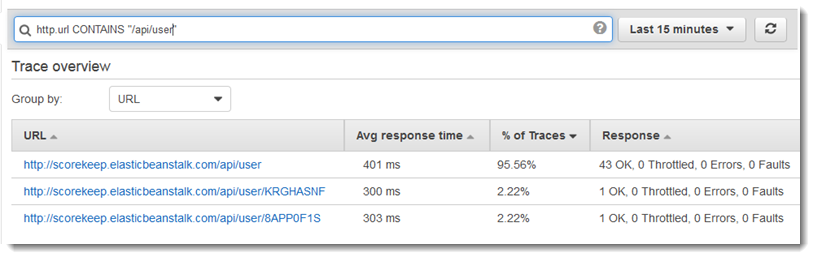 http.url CONTAINS "/api/user" ? Last 15 minutes
Trace overview
Group by: URL
URL Avg response time % of Traces Response
http://scorekeep.elasticbeanstalk.com/api/user 401 ms 95.56% 43 OK, 0 Throttled, 0 Errors, 0 Faults
http://scorekeep.elasticbeanstalk.com/api/user/KRGHASNF 300 ms 2.22% 1 OK, 0 Throttled, 0 Errors, 0 Faults
http://scorekeep.elasticbeanstalk.com/api/user/8APP0F1S 303 ms 2.22% 1 OK, 0 Throttled, 0 Errors, 0 Faults